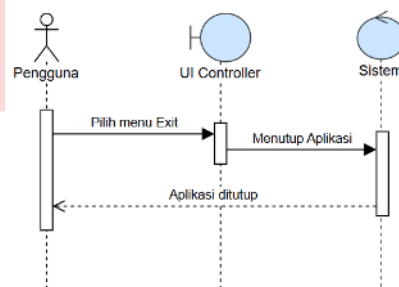 Pengguna
UI Controller
Sistem
Pilih menu Exit
Menutup Aplikasi
Aplikasi ditutup